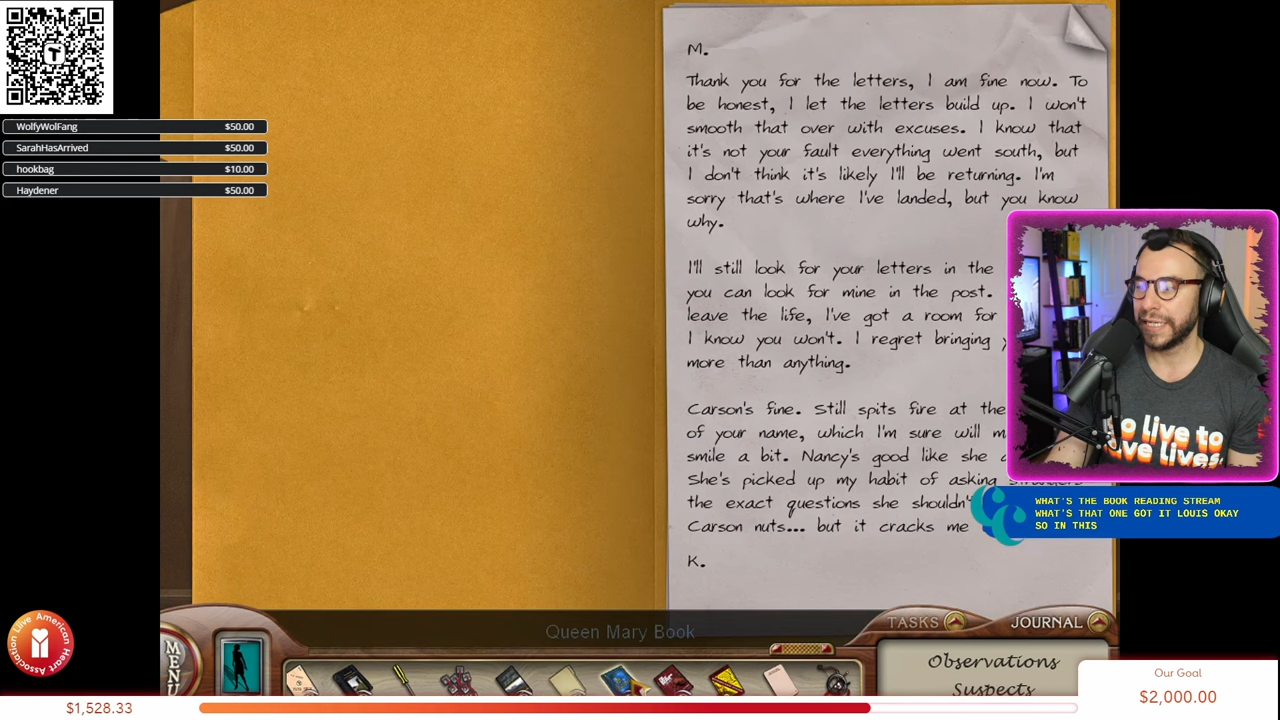 WolfyWolFang $50.00
SarahHasArrived $50.00
hookbag $10.00
Haydener $50.00
M.
Thank you for the letters, I am fine now. To
be honest, I let the letters build up. I won't
smooth that over with excuses. I know that
it's not your fault everything went south, but
I don't think it's likely I'll be returning. I'm
sorry that's where I've landed, but you know
why.
I'll still look for your letters in the
you can look for mine in the post.
leave the life, I've got a room for
I know you won't. I regret bringing
more than anything.
Carson's fine. Still spits fire at the
of your name, which I'm sure will
smile a bit. Nancy's good like she
She's picked up my habit of asking
the exact questions she shouldn't
Carson nuts... but it cracks me
K.
live to
lives
WHAT'S THE BOOK READING STREAM
WHAT'S THAT ONE GOT IT LOUIS OKAY
SO IN THIS
Queen Mary Book
TASKS
JOURNAL
MENU
Observations
Suspects
American Heart Association Live
$1,528.33
Our Goal
$2,000.00